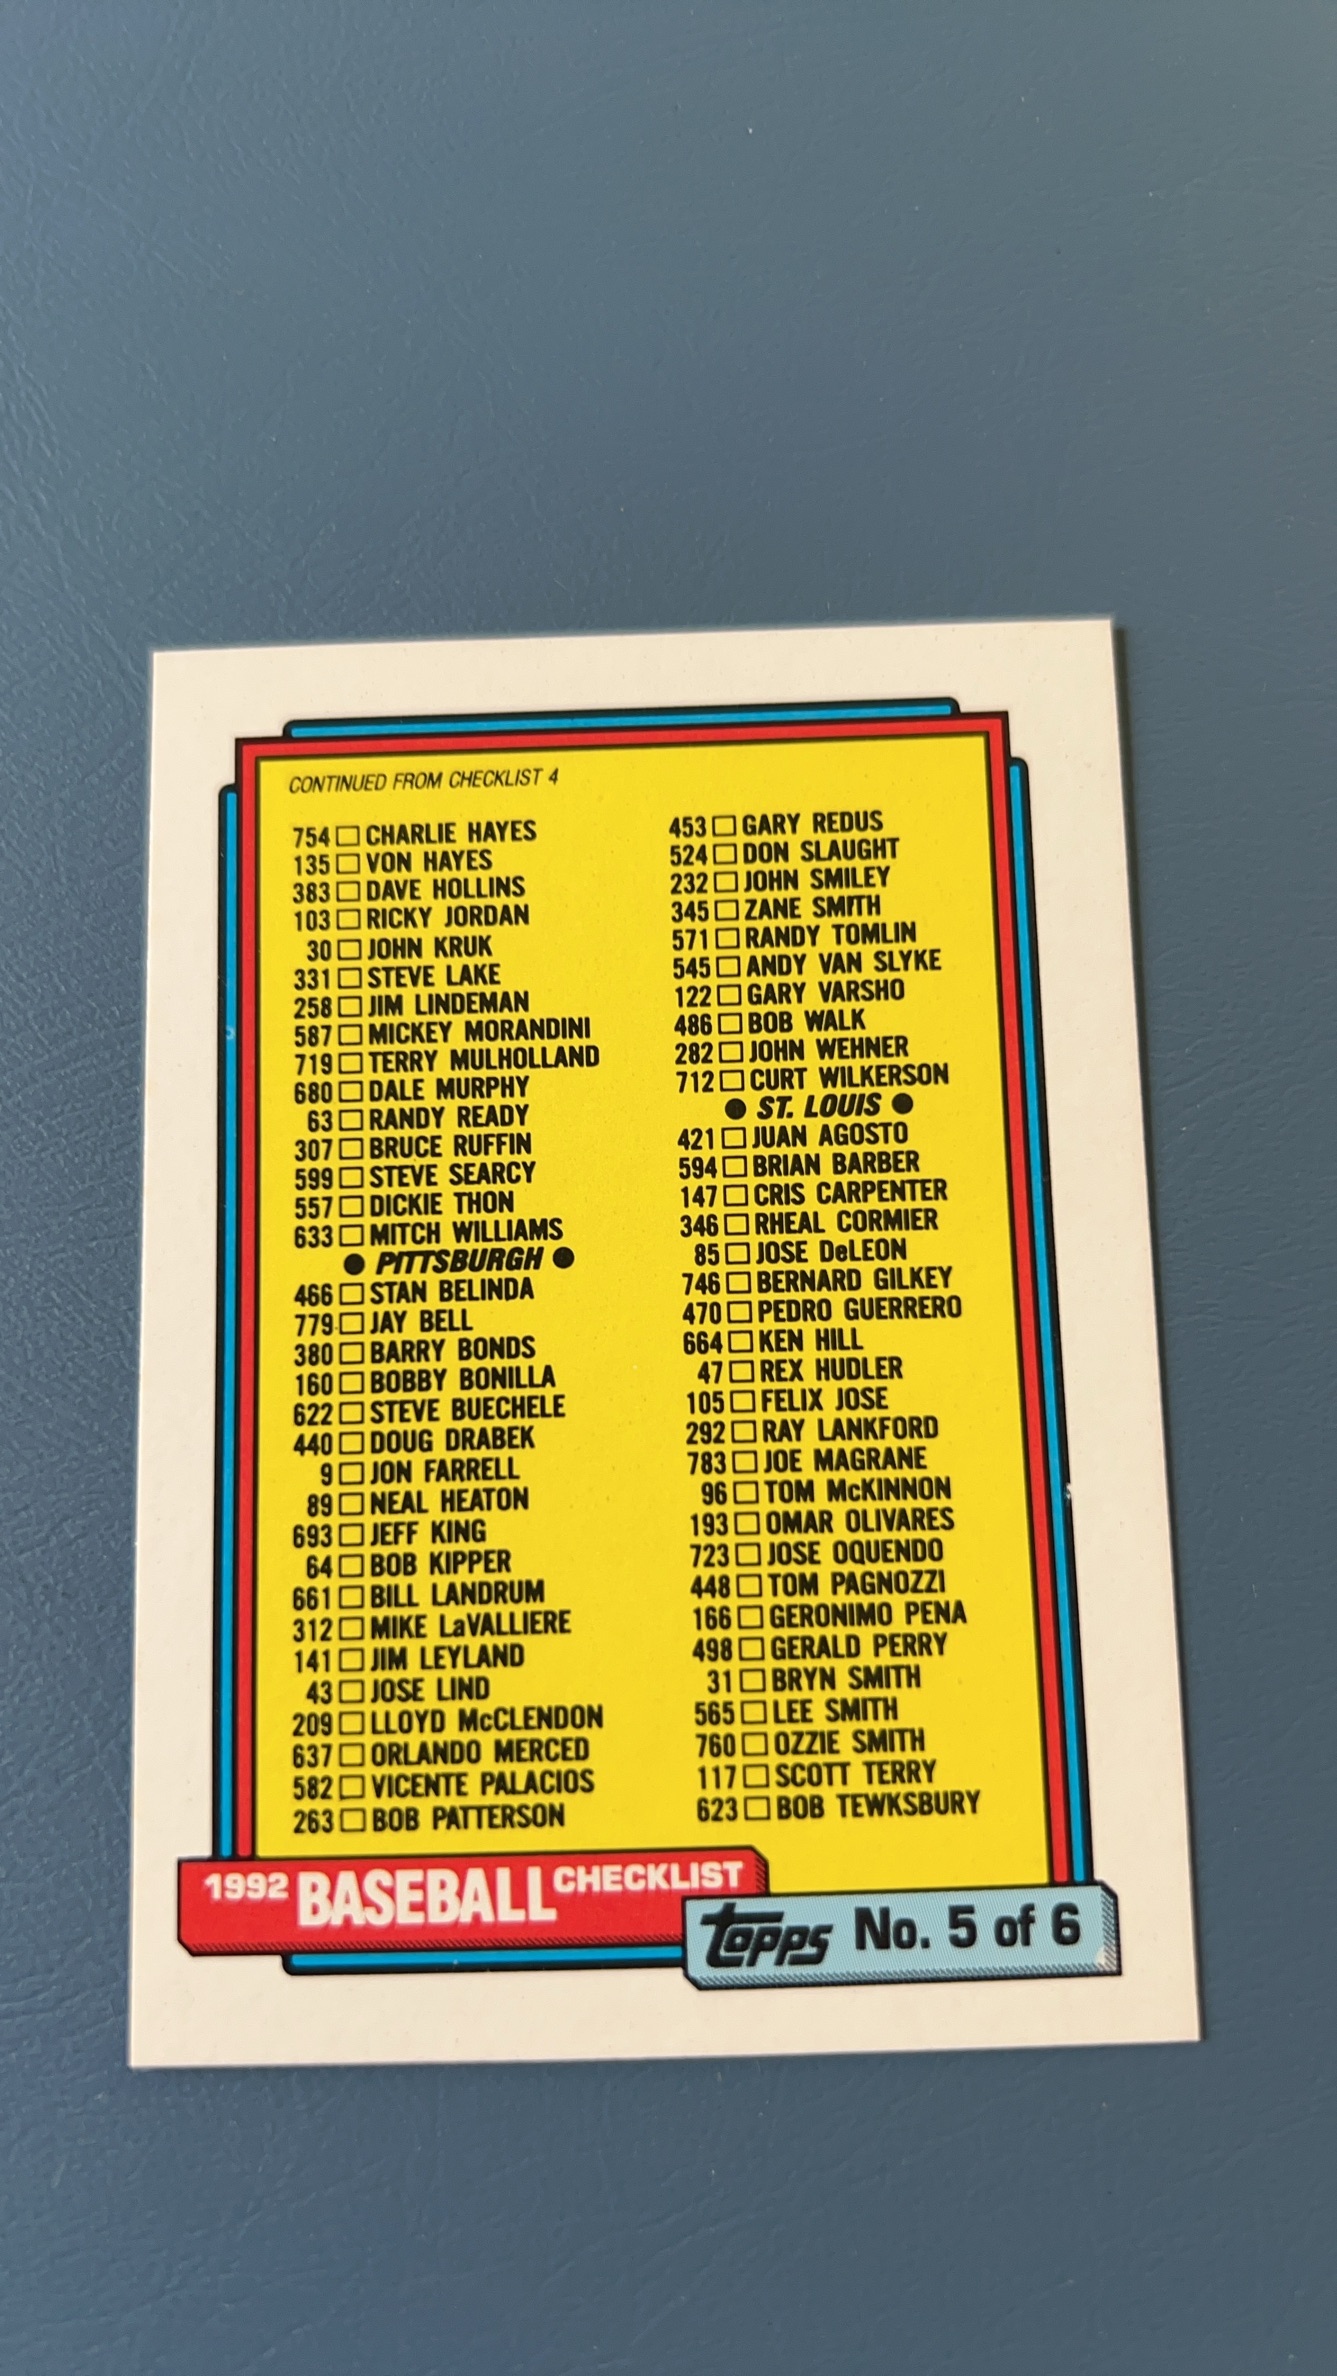 CONTINUED FROM CHECKLIST 4
754 CHARLIE HAYES
135 VON HAYES
383 DAVE HOLLINS
103 RICKY JORDAN
30 JOHN KRUK
331 STEVE LAKE
258 JIM LINDEMAN
587 MICKEY MORANDINI
719 TERRY MULHOLLAND
680 DALE MURPHY
63 RANDY READY
307 BRUCE RUFFIN
599 STEVE SEARCY
557 DICKIE THON
633 MITCH WILLIAMS
● PITTSBURGH ●
466 STAN BELINDA
779 JAY BELL
380 BARRY BONDS
160 BOBBY BONILLA
622 STEVE BUECHELE
440 DOUG DRABEK
9 JON FARRELL
89 NEAL HEATON
693 JEFF KING
64 BOB KIPPER
661 BILL LANDRUM
312 MIKE LaVALLIERE
141 JIM LEYLAND
43 JOSE LIND
209 LLOYD McCLENDON
637 ORLANDO MERCED
582 VICENTE PALACIOS
263 BOB PATTERSON
453 GARY REDUS
524 DON SLAUGHT
232 JOHN SMILEY
345 ZANE SMITH
571 RANDY TOMLIN
545 ANDY VAN SLYKE
122 GARY VARSHO
486 BOB WALK
282 JOHN WEHNER
712 CURT WILKERSON
● ST. LOUIS ●
421 JUAN AGOSTO
594 BRIAN BARBER
147 CRIS CARPENTER
346 RHEAL CORMIER
85 JOSE DeLEON
746 BERNARD GILKEY
470 PEDRO GUERRERO
664 KEN HILL
47 REX HUDLER
105 FELIX JOSE
292 RAY LANKFORD
783 JOE MAGRANE
96 TOM McKINNON
193 OMAR OLIVARES
723 JOSE OQUENDO
448 TOM PAGNOZZI
166 GERONIMO PENA
498 GERALD PERRY
31 BRYN SMITH
565 LEE SMITH
760 OZZIE SMITH
117 SCOTT TERRY
623 BOB TEWKSBURY
1992 BASEBALL CHECKLIST
topps No. 5 of 6